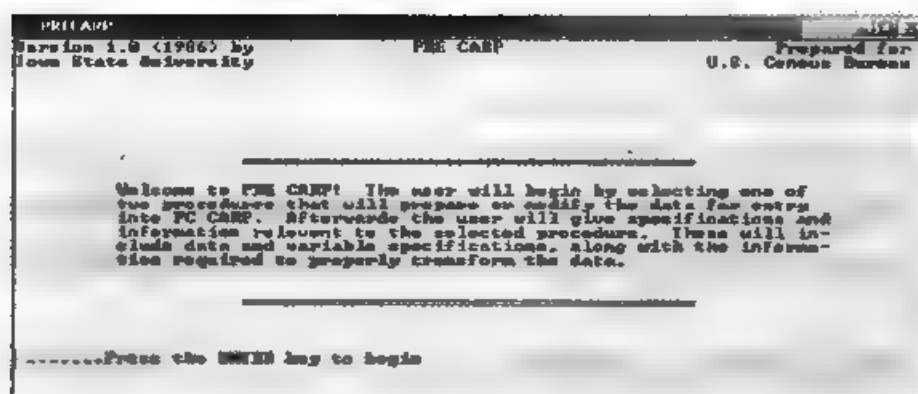 PRECARP
Version 1.0 (1986) by PRE CARP Prepared for
Iowa State University U.S. Census Bureau
Welcome to PRE CARP! The user will begin by selecting one of
two procedures that will prepare or modify the data for entry
into PC CARP. Afterwards the user will give specifications and
information relevant to the selected procedure. These will in-
clude data and variable specifications, along with the informa-
tion required to properly transform the data.
.......Press the ENTER key to begin